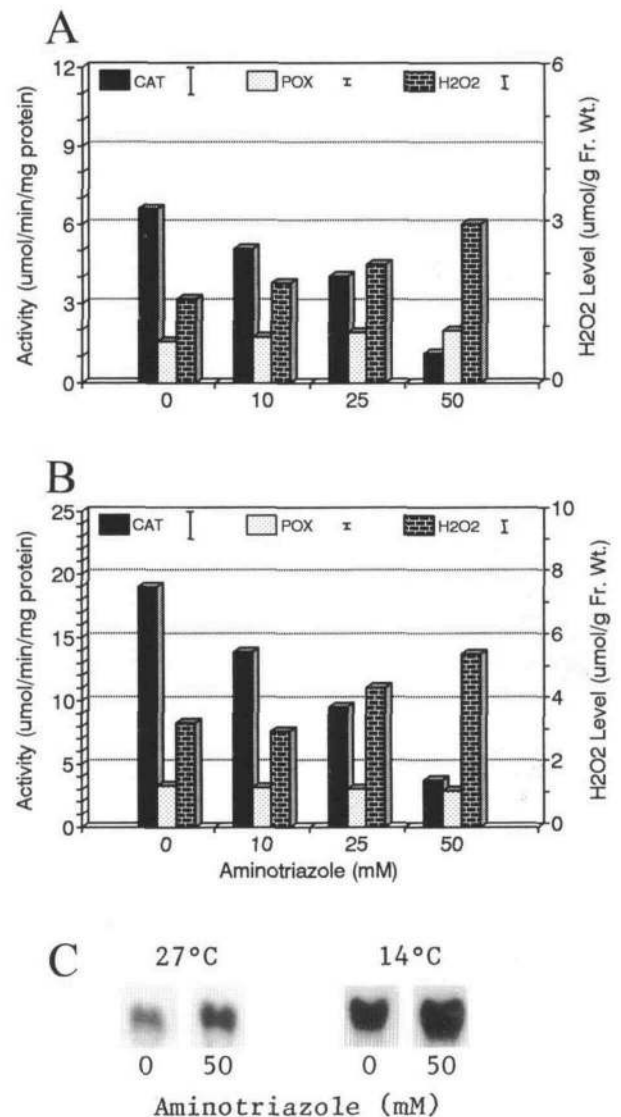 A
CAT POX H2O2
12
9
6
3
0
6
3
0
Activity (umol/min/mg protein)
H2O2 Level (umol/g Fr. Wt.)
0 10 25 50
B
CAT POX H2O2
25
20
15
10
5
0
10
8
6
4
2
0
Activity (umol/min/mg protein)
H2O2 Level (umol/g Fr. Wt.)
0 10 25 50
Aminotriazole (mM)
C
27°C 14°C
0 50 0 50
Aminotriazole (mM)